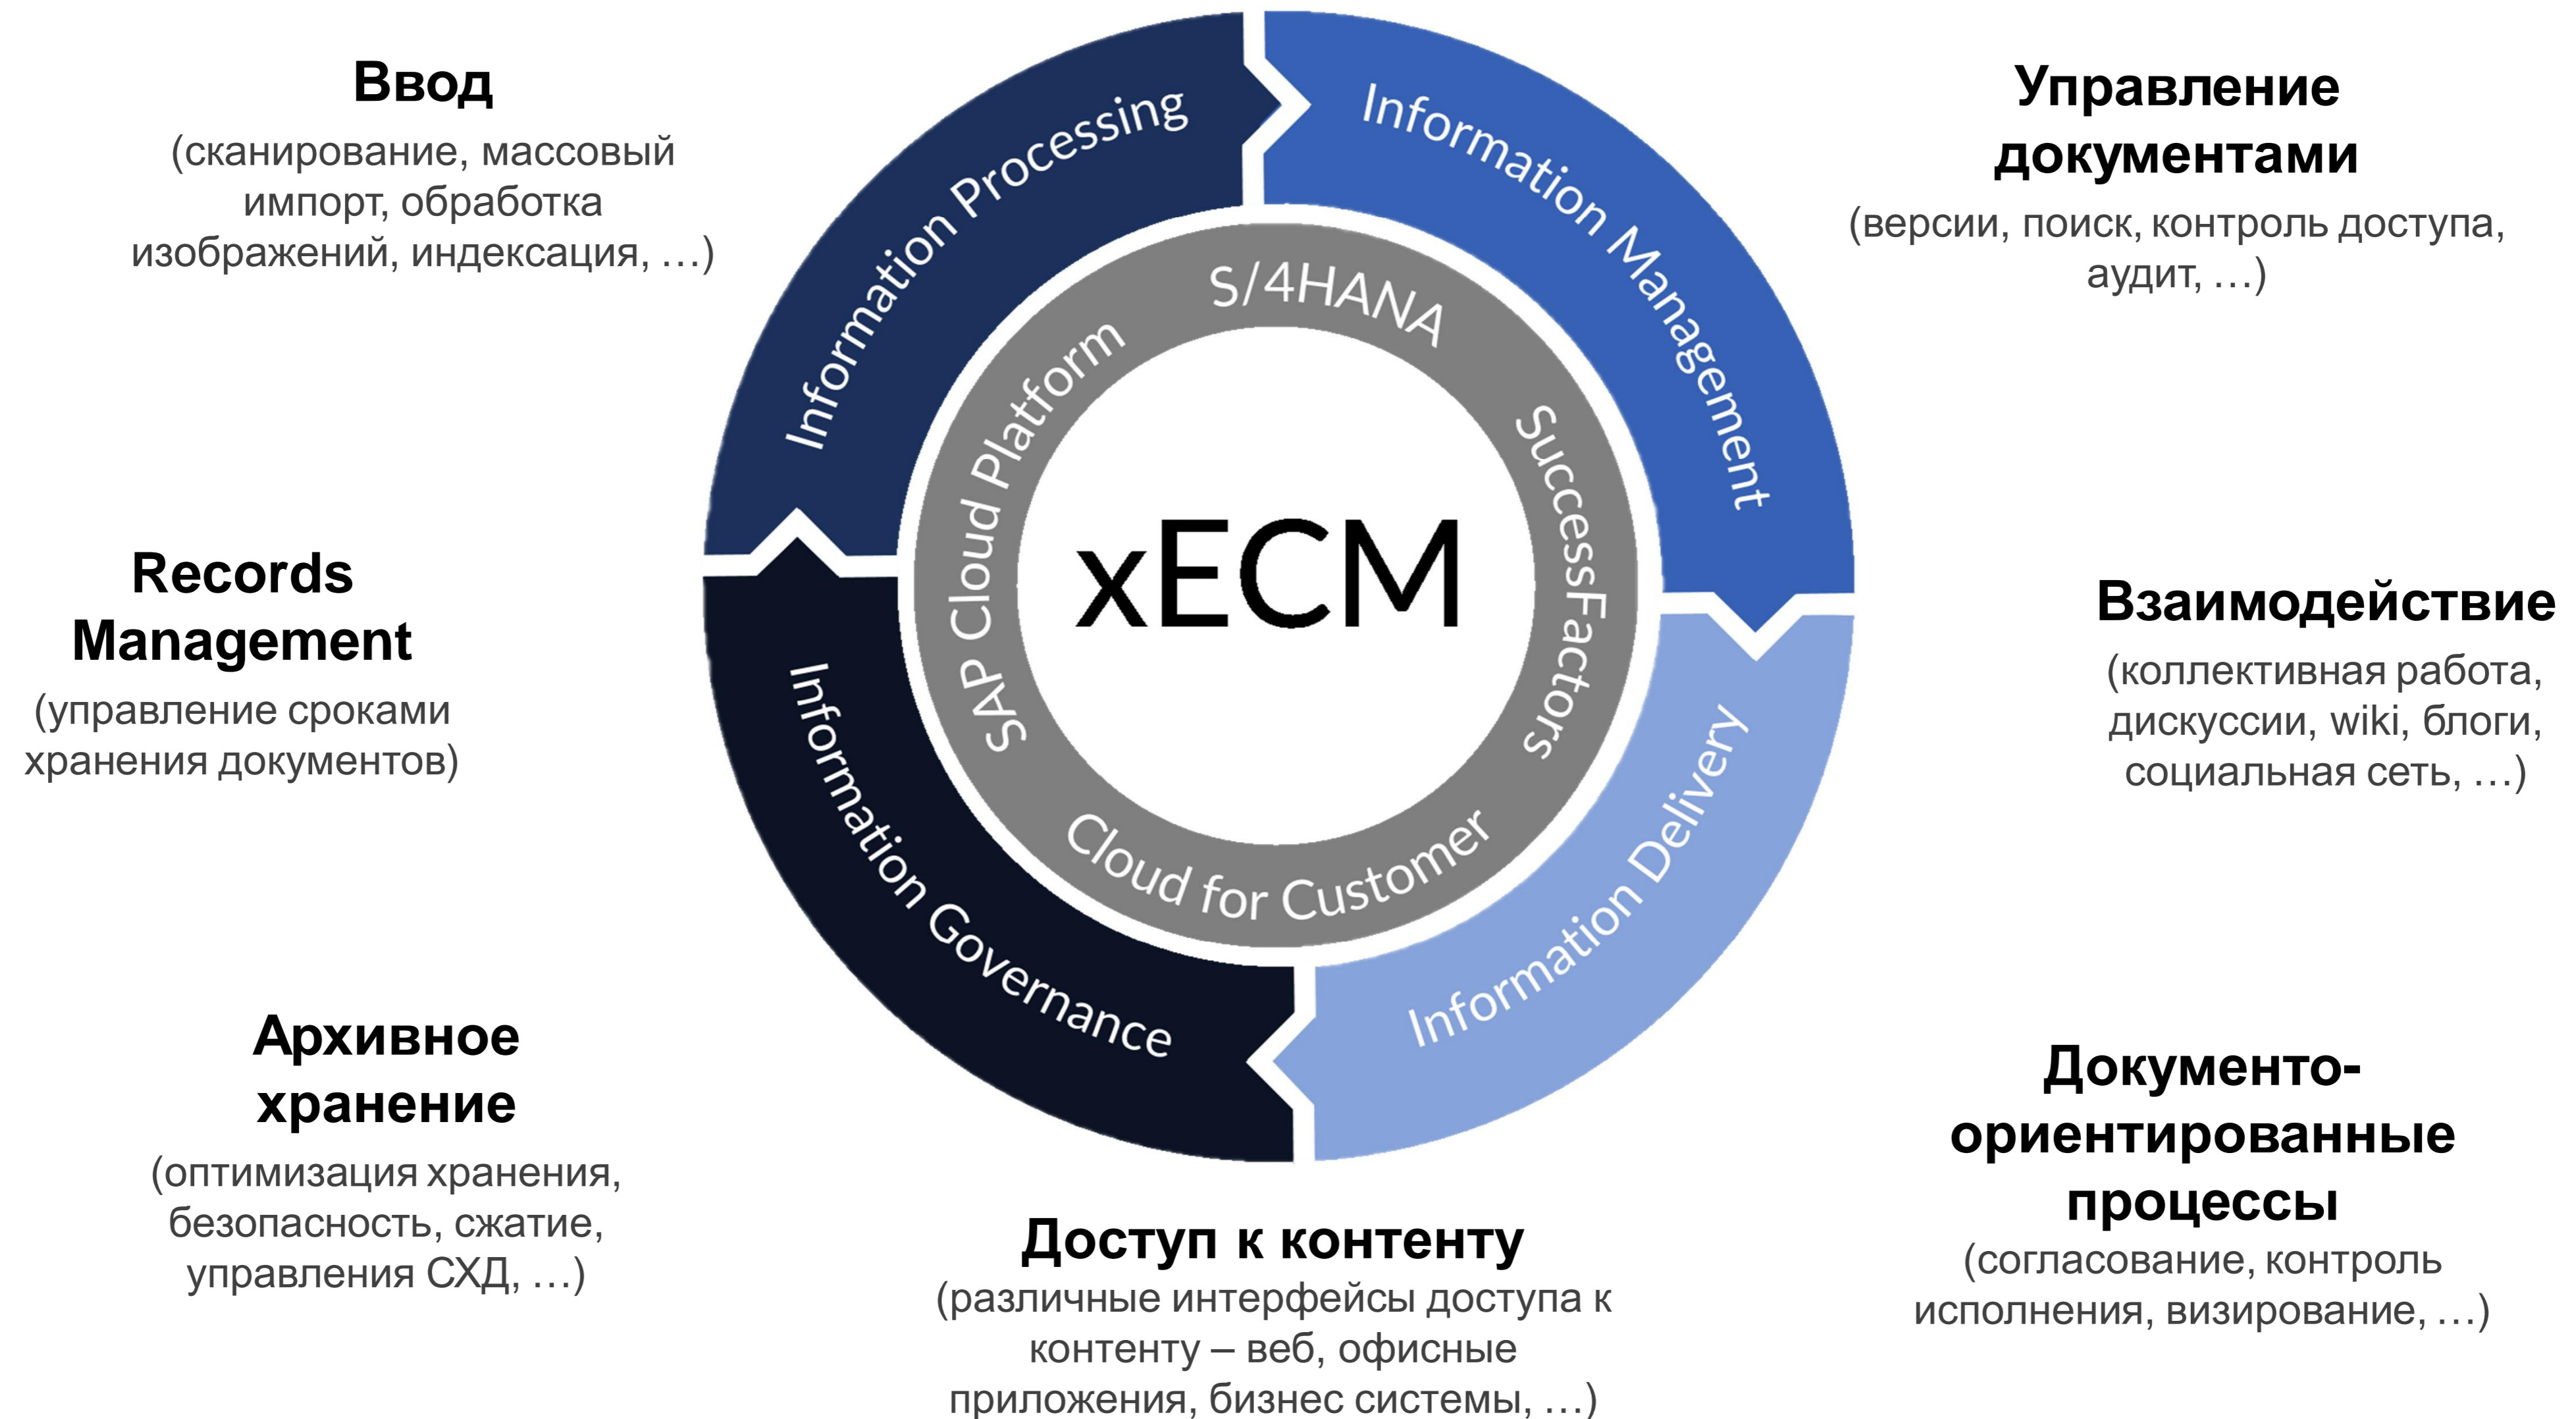 Ввод
(сканирование, массовый
импорт, обработка
изображений, индексация, …)
Information Processing
Information Management
Управление
документами
(версии, поиск, контроль доступа,
аудит, …)
S/4HANA
SAP Cloud Platform
SuccessFactors
Cloud for Customer
xECM
Records
Management
(управление сроками
хранения документов)
Взаимодействие
(коллективная работа,
дискуссии, wiki, блоги,
социальная сеть, …)
Information Governance
Information Delivery
Архивное
хранение
(оптимизация хранения,
безопасность, сжатие,
управления СХД, …)
Доступ к контенту
(различные интерфейсы доступа к
контенту – веб, офисные
приложения, бизнес системы, …)
Документо-
ориентированные
процессы
(согласование, контроль
исполнения, визирование, …)